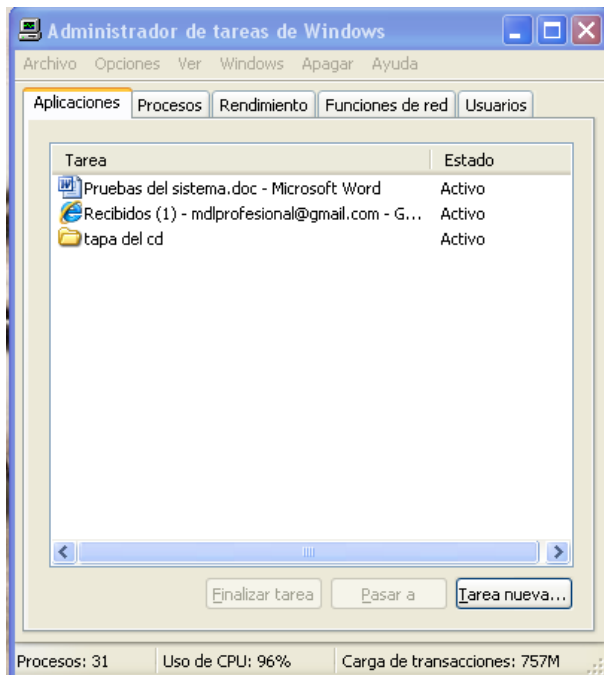 Administrador de tareas de Windows
Archivo Opciones Ver Windows Apagar Ayuda
Aplicaciones Procesos Rendimiento Funciones de red Usuarios
Tarea Estado
Pruebas del sistema.doc - Microsoft Word Activo
Recibidos (1) - mdlprofesional@gmail.com - G... Activo
tapa del cd Activo
Finalizar tarea Pasar a Tarea nueva...
Procesos: 31 Uso de CPU: 96% Carga de transacciones: 757M